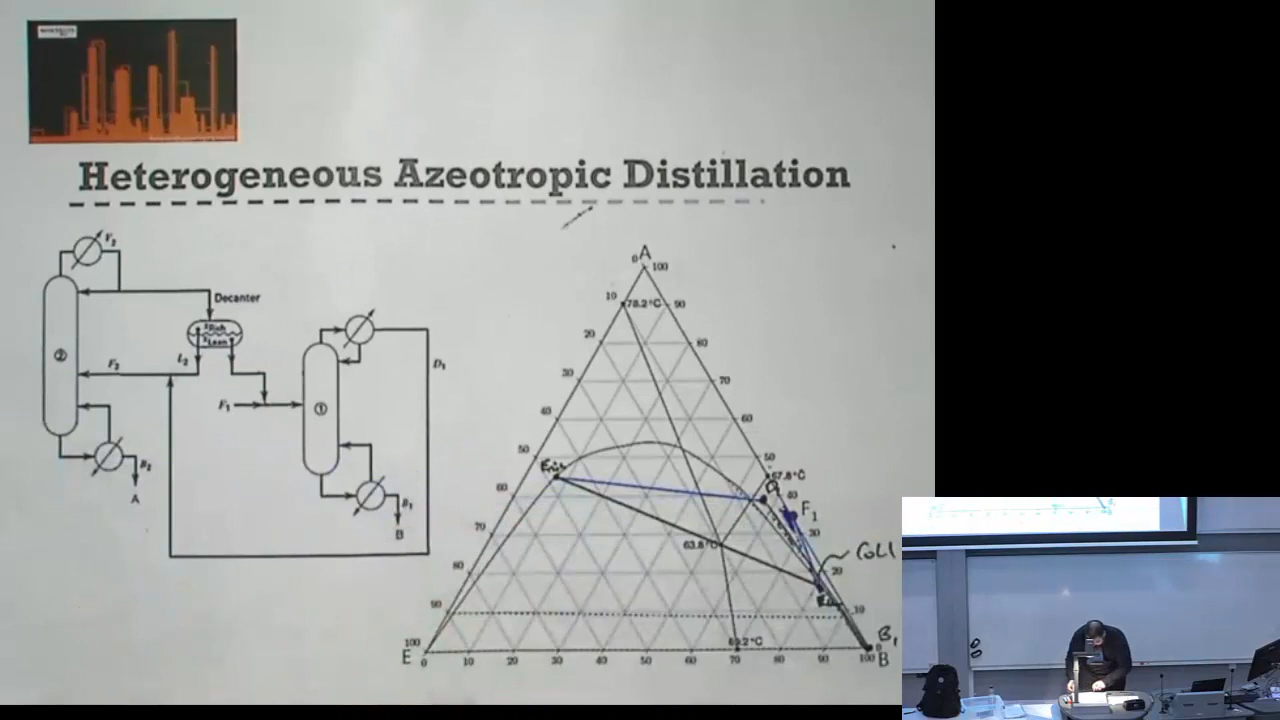 Heterogeneous Azeotropic Distillation
V₂
Decanter
②
L₂
F₂
D₁
F₁
①
B₂
A
B₁
B
A
0
100
10
78.2°C
90
20
80
30
70
40
60
50
50
67.8°C
60
40
F₁
70
30
63.8°C
80
20
COL1
90
10
100
69.2°C
B₁
E
0
10
20
30
40
50
60
70
80
90
100
B